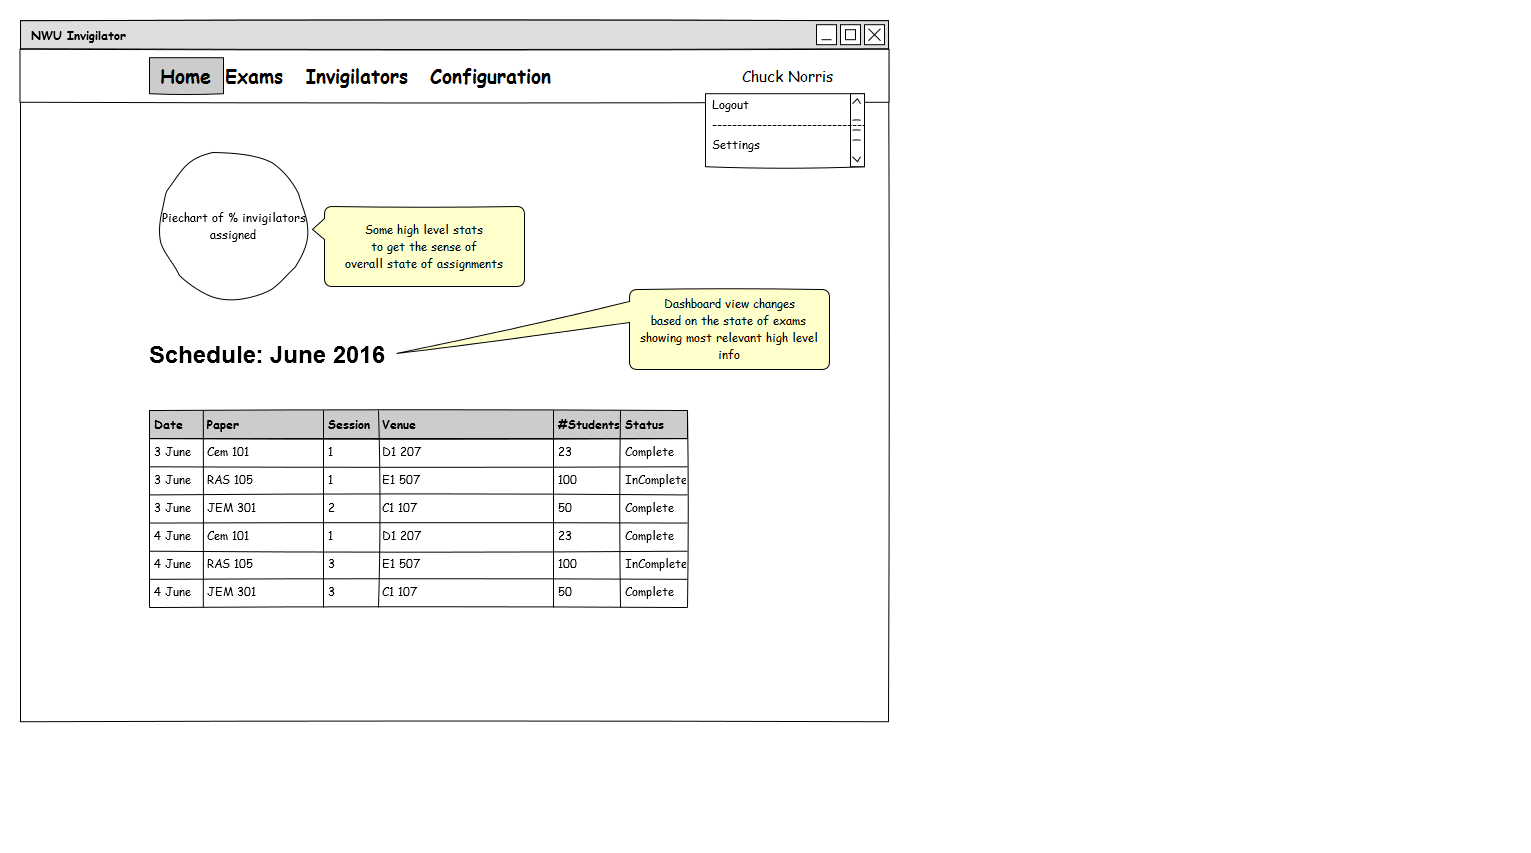 NWU Invigilator
Home Exams Invigilators Configuration Chuck Norris
Logout
Settings
Piechart of % invigilators
assigned
Some high level stats
to get the sense of
overall state of assignments
Dashboard view changes
based on the state of exams
showing most relevant high level
info
Schedule: June 2016
Date Paper Session Venue #Students Status
3 June Cem 101 1 D1 207 23 Complete
3 June RAS 105 1 E1 507 100 InComplete
3 June JEM 301 2 C1 107 50 Complete
4 June Cem 101 1 D1 207 23 Complete
4 June RAS 105 3 E1 507 100 InComplete
4 June JEM 301 3 C1 107 50 Complete